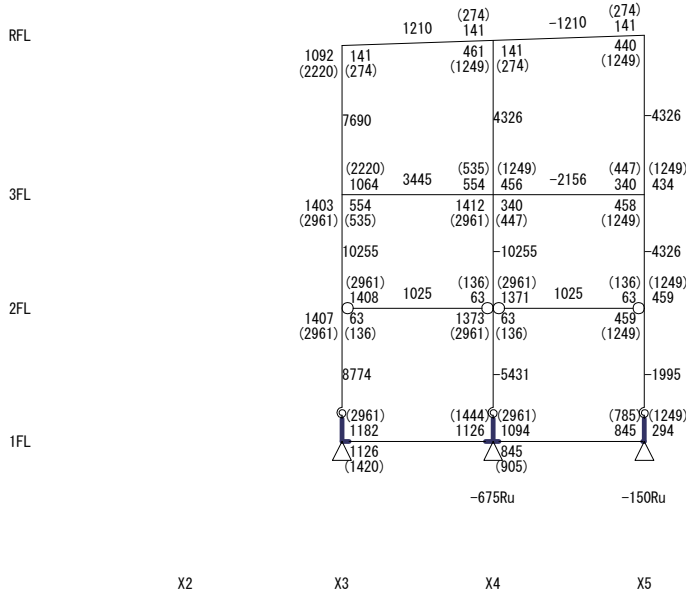 (274) (274)
RFL 1210 141 -1210 141
1092 141 461 141 440
(2220) (274) (1249) (274) (1249)
7690 4326 -4326
(2220) (535) (1249) (447) (1249)
3FL 1064 3445 554 456 -2156 340 434
1403 554 1412 340 458
(2961) (535) (2961) (447) (1249)
10255 -10255 -4326
(2961) (136) (2961) (136) (1249)
2FL 1408 1025 63 1371 1025 63 459
1407 63 1373 63 459
(2961) (136) (2961) (136) (1249)
8774 -5431 -1995
(2961) (1444) (2961) (785) (1249)
1FL 1182 1126 1094 845 294
1126 845
(1420) (905)
-675Ru -150Ru
X2 X3 X4 X5